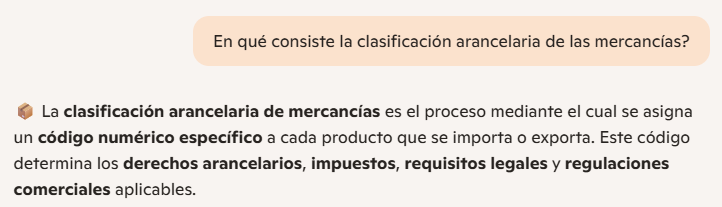 En qué consiste la clasificación arancelaria de las mercancías?
📦 La clasificación arancelaria de mercancías es el proceso mediante el cual se asigna
un código numérico específico a cada producto que se importa o exporta. Este código
determina los derechos arancelarios, impuestos, requisitos legales y regulaciones
comerciales aplicables.